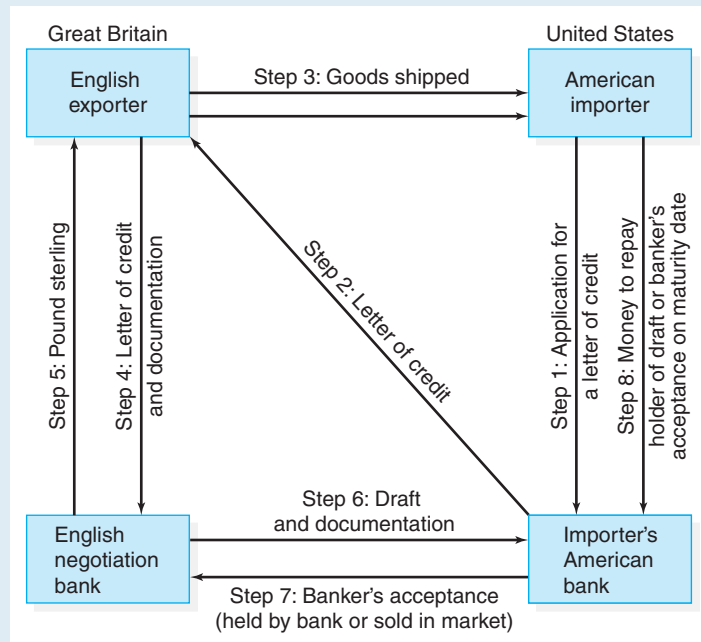 Great Britain
United States
English
exporter
Step 3: Goods shipped
American
importer
Step 5: Pound sterling
Step 4: Letter of credit
and documentation
Step 2: Letter of credit
Step 1: Application for
a letter of credit
Step 8: Money to repay
holder of draft or banker's
acceptance on maturity date
English
negotiation
bank
Step 6: Draft
and documentation
Importer's
American
bank
Step 7: Banker's acceptance
(held by bank or sold in market)